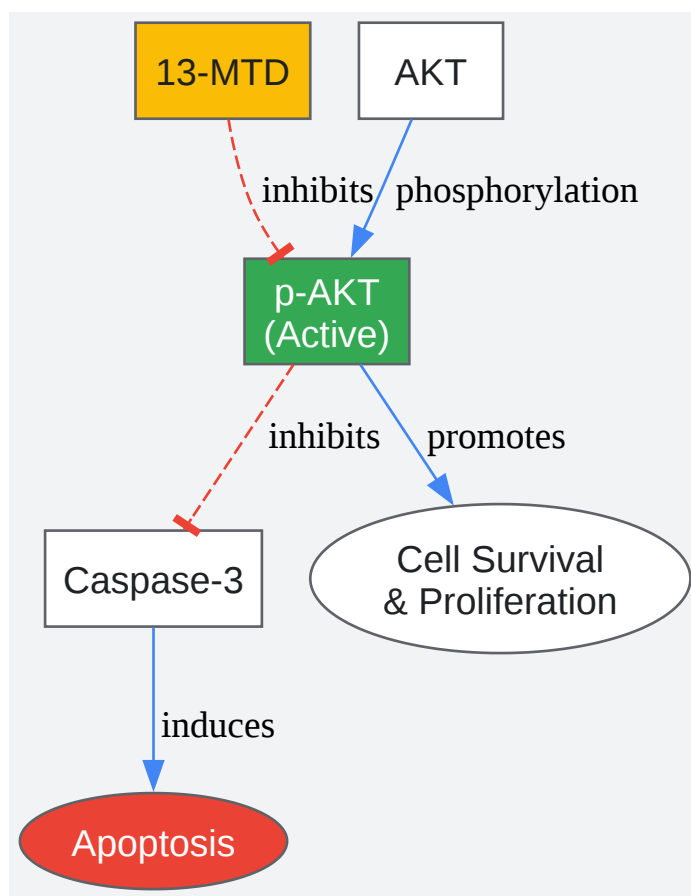 13-MTD
AKT
inhibits
phosphorylation
p-AKT
(Active)
inhibits
promotes
Caspase-3
Cell Survival
& Proliferation
induces
Apoptosis